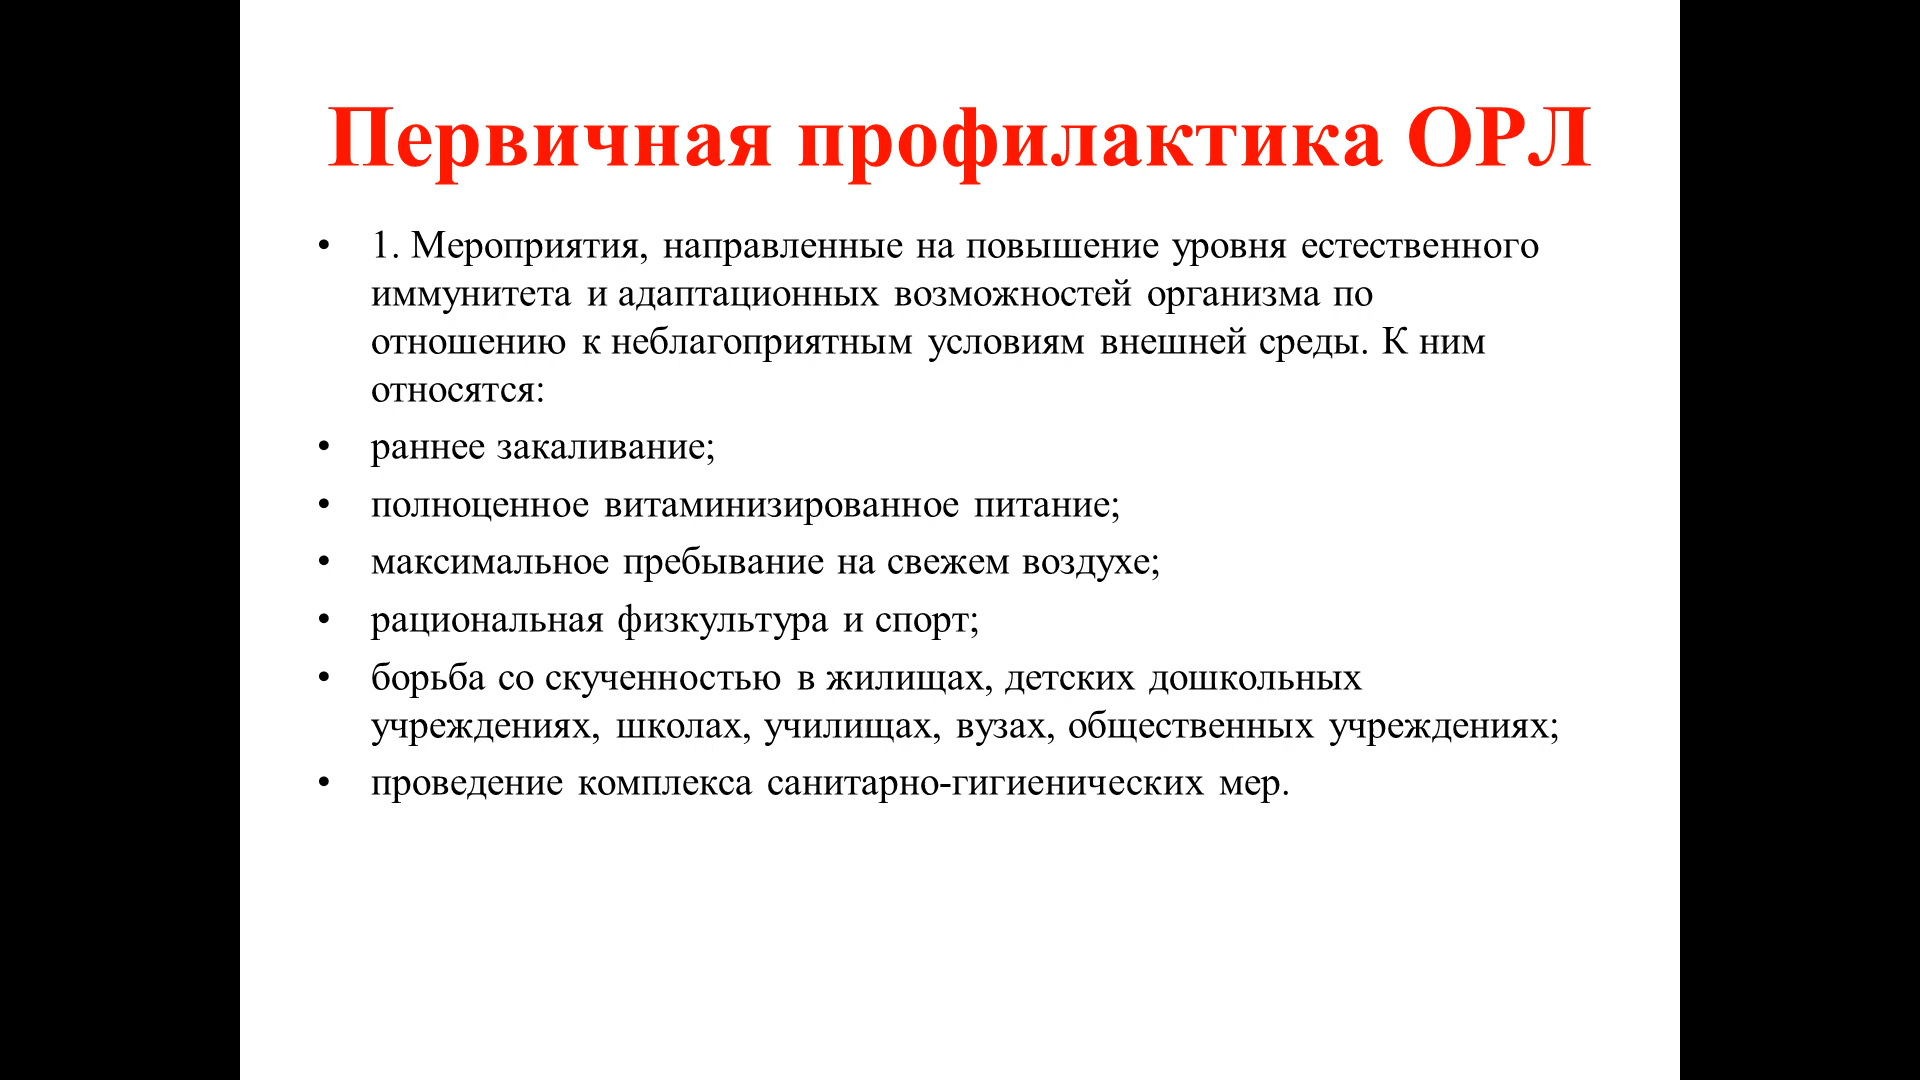 Первичная профилактика ОРЛ
• 1. Мероприятия, направленные на повышение уровня естественного
иммунитета и адаптационных возможностей организма по
отношению к неблагоприятным условиям внешней среды. К ним
относятся:
• раннее закаливание;
• полноценное витаминизированное питание;
• максимальное пребывание на свежем воздухе;
• рациональная физкультура и спорт;
• борьба со скученностью в жилищах, детских дошкольных
учреждениях, школах, училищах, вузах, общественных учреждениях;
• проведение комплекса санитарно-гигиенических мер.